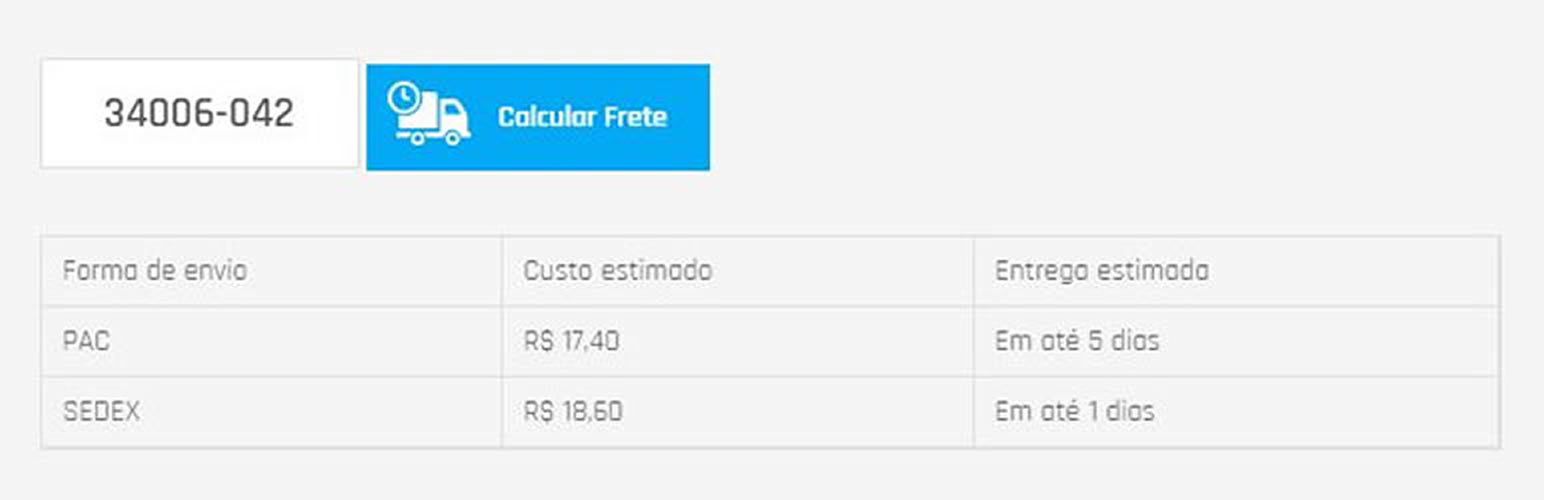 34006-042 Calcular Frete
Forma de envio Custo estimado Entrega estimada
PAC R$ 17,40 Em até 5 dias
SEDEX R$ 18,60 Em até 1 dias